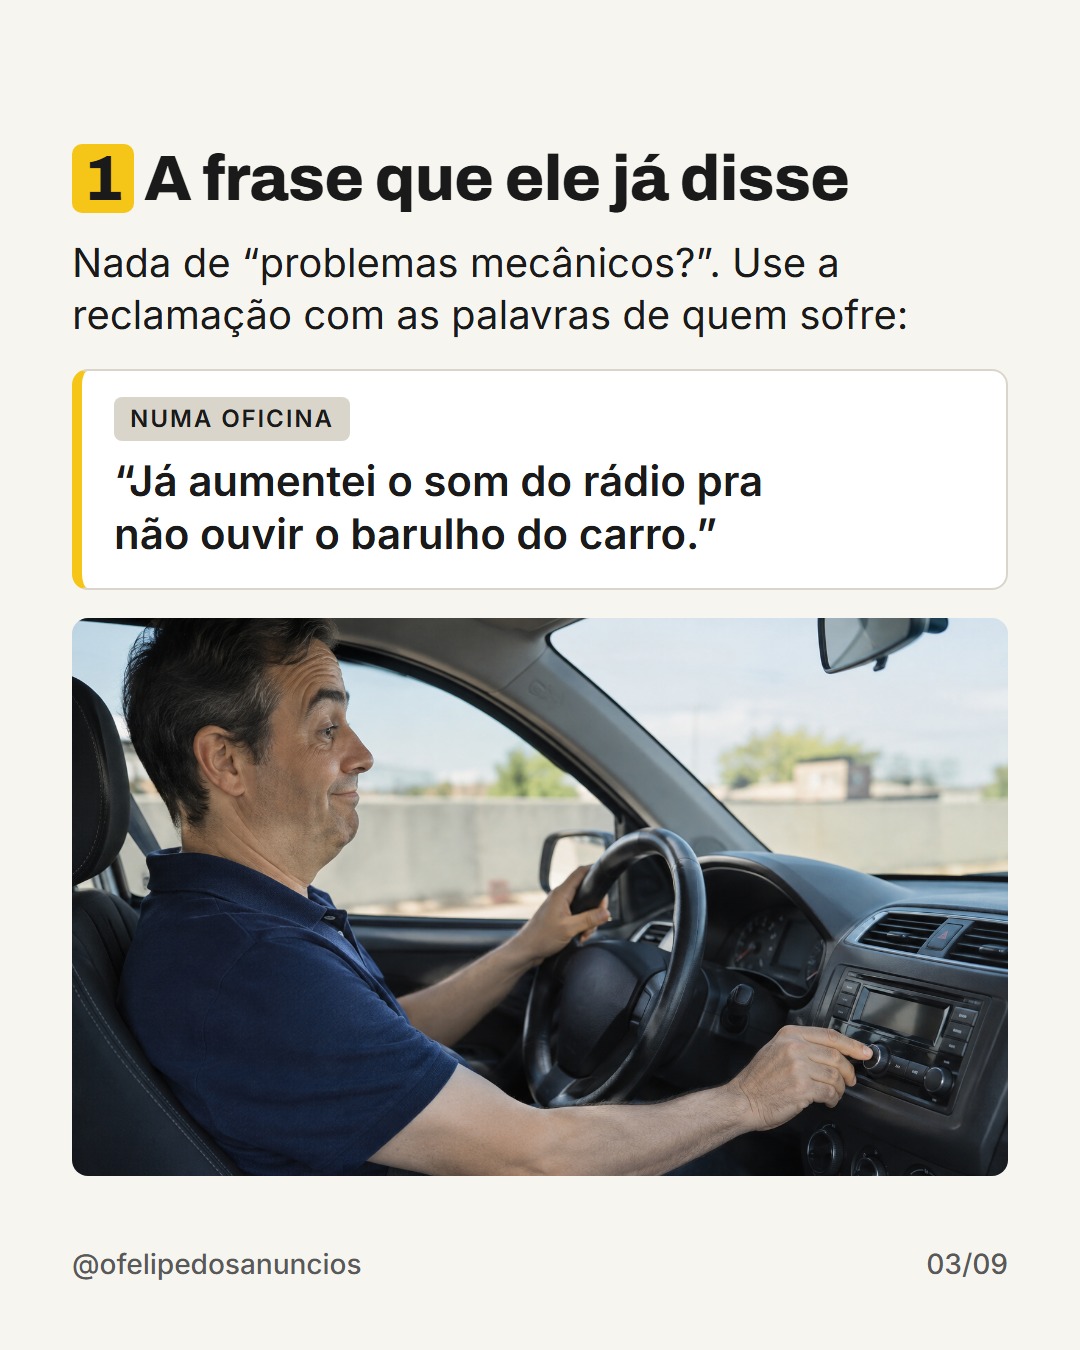 1 A frase que ele já disse
Nada de “problemas mecânicos?”. Use a
reclamação com as palavras de quem sofre:
NUMA OFICINA
“Já aumentei o som do rádio pra
não ouvir o barulho do carro.”
@ofelipedosanuncios
03/09